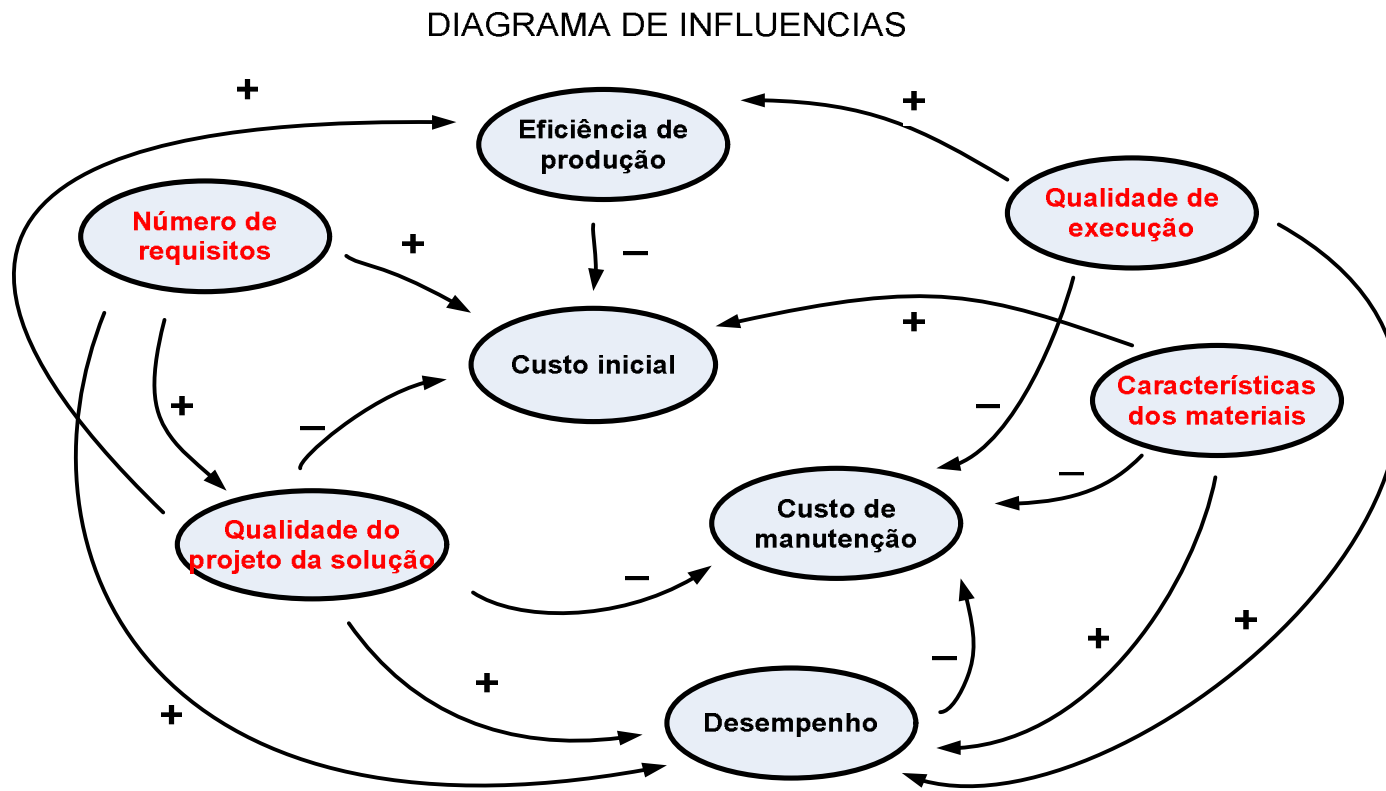 DIAGRAMA DE INFLUENCIAS
+
+
Eficiência de
produção
Qualidade de
execução
Número de
requisitos
+
–
+
Custo inicial
Características
dos materiais
+
–
–
–
Custo de
manutenção
Qualidade do
projeto da solução
–
+
+
–
+
+
Desempenho